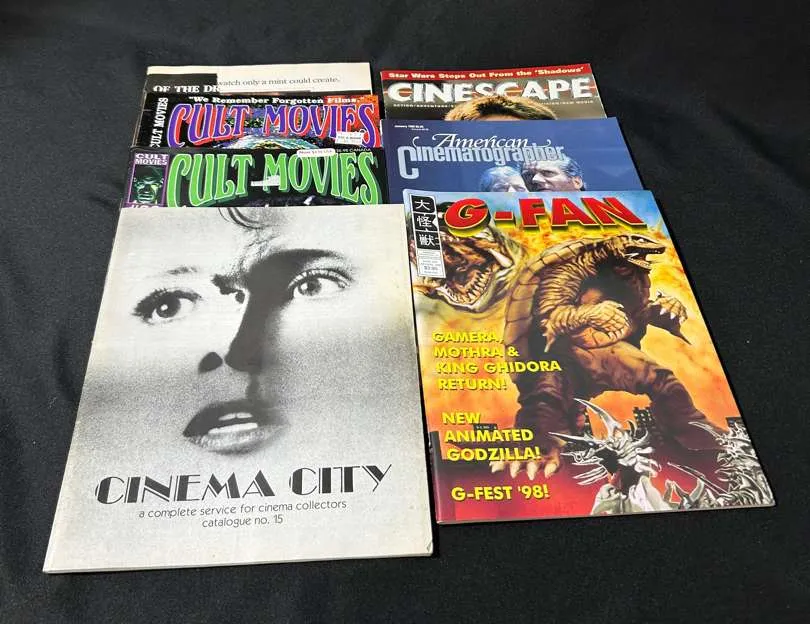 watch only a mint could create.
OF THE
"We Remember Forgotten Films."
CULT MOVIES
CULT MOVIES
CULT
MOVIES
CULT MOVIES
CINEMA CITY
a complete service for cinema collectors
catalogue no. 15
Star Wars Steps Out From the 'Shadows'
CINESCAPE
American
Cinematographer
大
怪
獣
G-FAN
GAMERA,
MOTHRA &
KING GHIDORA
RETURN!
NEW
ANIMATED
GODZILLA!
G-FEST '98!